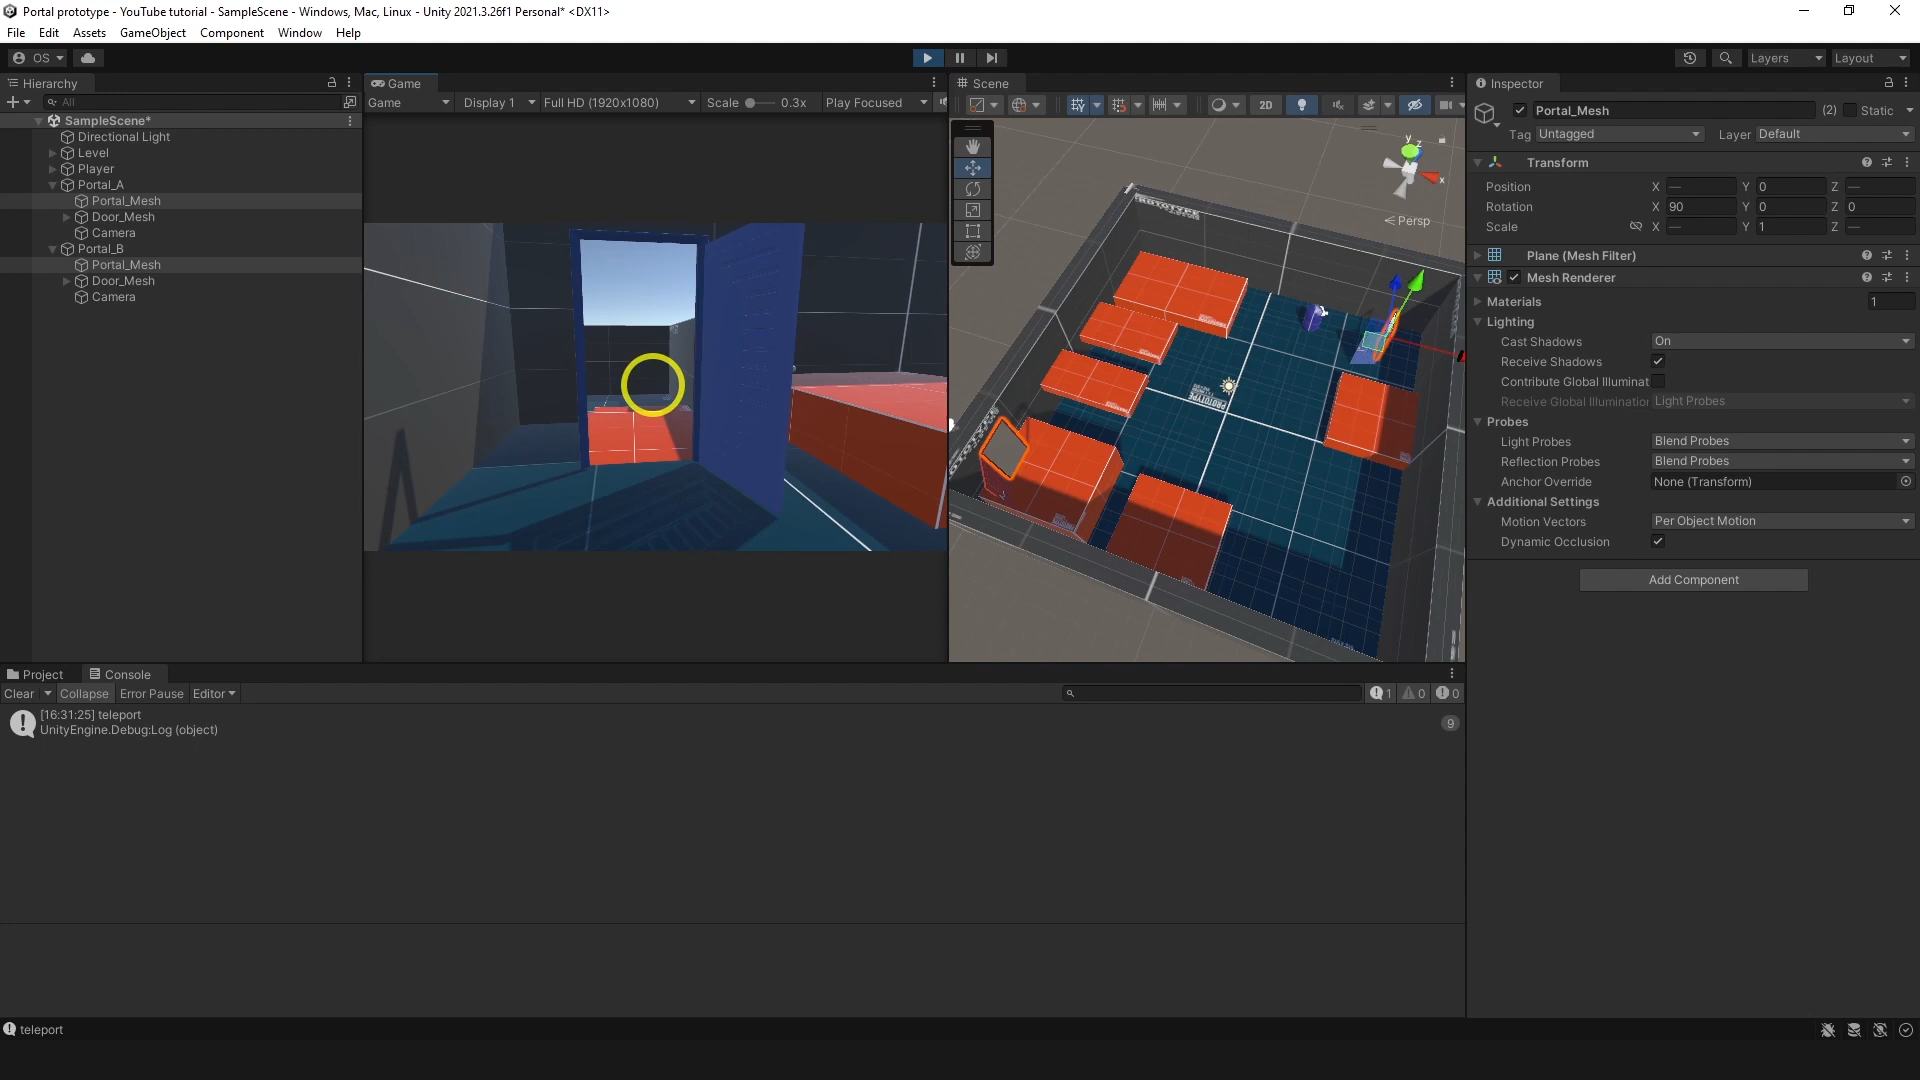 Portal prototype - YouTube tutorial - SampleScene - Windows, Mac, Linux - Unity 2021.3.26f1 Personal* <DX11>
File Edit Assets GameObject Component Window Help
OS
Layers Layout
Hierarchy
All
SampleScene*
Directional Light
Level
Player
Portal_A
Portal_Mesh
Door_Mesh
Camera
Portal_B
Portal_Mesh
Door_Mesh
Camera
Game
Game Display 1 Full HD (1920x1080) Scale 0.3x Play Focused
Scene
2D
y
z
x
Persp
PROTOTYPE
PROTOTYPE
Inspector
Portal_Mesh (2) Static
Tag Untagged Layer Default
Transform
Position X — Y 0 Z —
Rotation X 90 Y 0 Z 0
Scale X — Y 1 Z —
Plane (Mesh Filter)
Mesh Renderer
Materials 1
Lighting
Cast Shadows On
Receive Shadows
Contribute Global Illuminat
Receive Global Illumination Light Probes
Probes
Light Probes Blend Probes
Reflection Probes Blend Probes
Anchor Override None (Transform)
Additional Settings
Motion Vectors Per Object Motion
Dynamic Occlusion
Add Component
Project Console
Clear Collapse Error Pause Editor 1 0 0
[16:31:25] teleport
UnityEngine.Debug:Log (object) 9
teleport